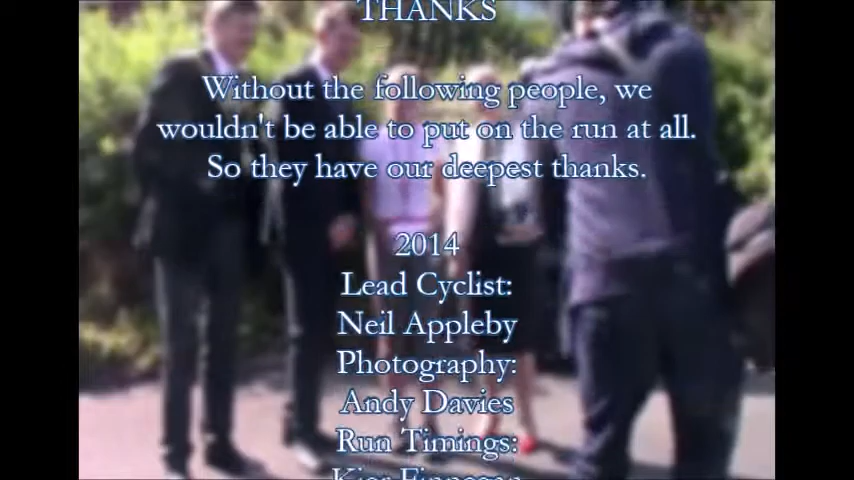 THANKS
Without the following people, we
wouldn't be able to put on the run at all.
So they have our deepest thanks.
2014
Lead Cyclist:
Neil Appleby
Photography:
Andy Davies
Run Timings: